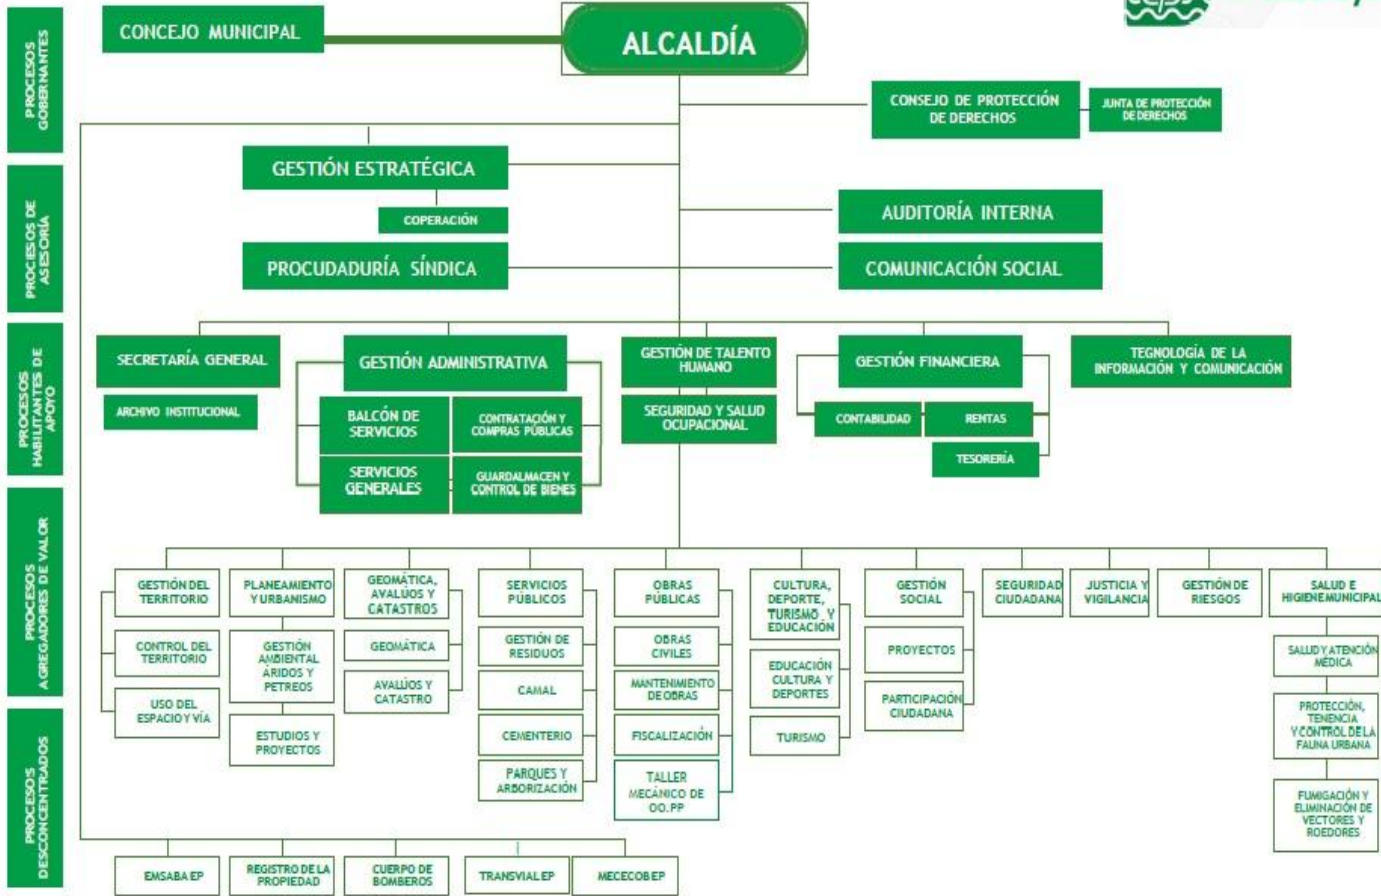 PROCESOS
GOBERNANTES
CONCEJO MUNICIPAL
ALCALDÍA
CONSEJO DE PROTECCIÓN
DE DERECHOS
JUNTA DE PROTECCIÓN
DE DERECHOS
PROCIESOS DE
ASESORÍA
GESTIÓN ESTRATÉGICA
COPERACIÓN
AUDITORÍA INTERNA
PROCUDADURÍA SÍNDICA
COMUNICACIÓN SOCIAL
PROCESOS
HABILITANTES DE
APOYO
SECRETARÍA GENERAL
ARCHIVO INSTITUCIONAL
GESTIÓN ADMINISTRATIVA
BALCÓN DE
SERVICIOS
CONTRATACIÓN Y
COMPRAS PÚBLICAS
SERVICIOS
GENERALES
GUARDALMACEN Y
CONTROL DE BIENES
GESTIÓN DE TALENTO
HUMANO
SEGURIDAD Y SALUD
OCUPACIONAL
GESTIÓN FINANCIERA
CONTABILIDAD
RENTAS
TESORERÍA
TEGNOLOGÍA DE LA
INFORMACIÓN Y COMUNICACIÓN
PROCESOS
AGREGADORES DE VALOR
GESTIÓN DEL
TERRITORIO
CONTROL DEL
TERRITORIO
USO DEL
ESPACIO Y VÍA
PLANEAMIENTO
Y URBANISMO
GESTIÓN
AMBIENTAL
ÁRIDOS Y
PETREOS
ESTUDIOS Y
PROYECTOS
GEOMÁTICA,
AVALÚOS Y
CATASTROS
GEOMÁTICA
AVALÚOS Y
CATASTRO
SERVICIOS
PÚBLICOS
GESTIÓN DE
RESIDUOS
CAMAL
CEMENTERIO
PARQUES Y
ARBORIZACIÓN
OBRAS
PÚBLICAS
OBRAS
CIVILES
MANTENIMIENTO
DE OBRAS
FISCALIZACIÓN
TALLER
MECÁNICO DE
OO.PP
CULTURA,
DEPORTE,
TURISMO Y
EDUCACIÓN
EDUCACIÓN
CULTURA Y
DEPORTES
TURISMO
GESTIÓN
SOCIAL
PROYECTOS
PARTICIPACIÓN
CIUDADANA
SEGURIDAD
CIUDADANA
JUSTICIA Y
VIGILANCIA
GESTIÓN DE
RIESGOS
SALUD E
HIGIENE MUNICIPAL
SALUD Y ATENCIÓN
MÉDICA
PROTECCIÓN,
TENENCIA
Y CONTROL DE LA
FAUNA URBANA
FUMIGACIÓN Y
ELIMINACIÓN DE
VECTORES Y
ROEDORES
PROCESOS
DESCONCENTRADOS
EMSABA EP
REGISTRO DE LA
PROPIEDAD
CUERPO DE
BOMBEROS
TRANSVIAL EP
MECECOB EP